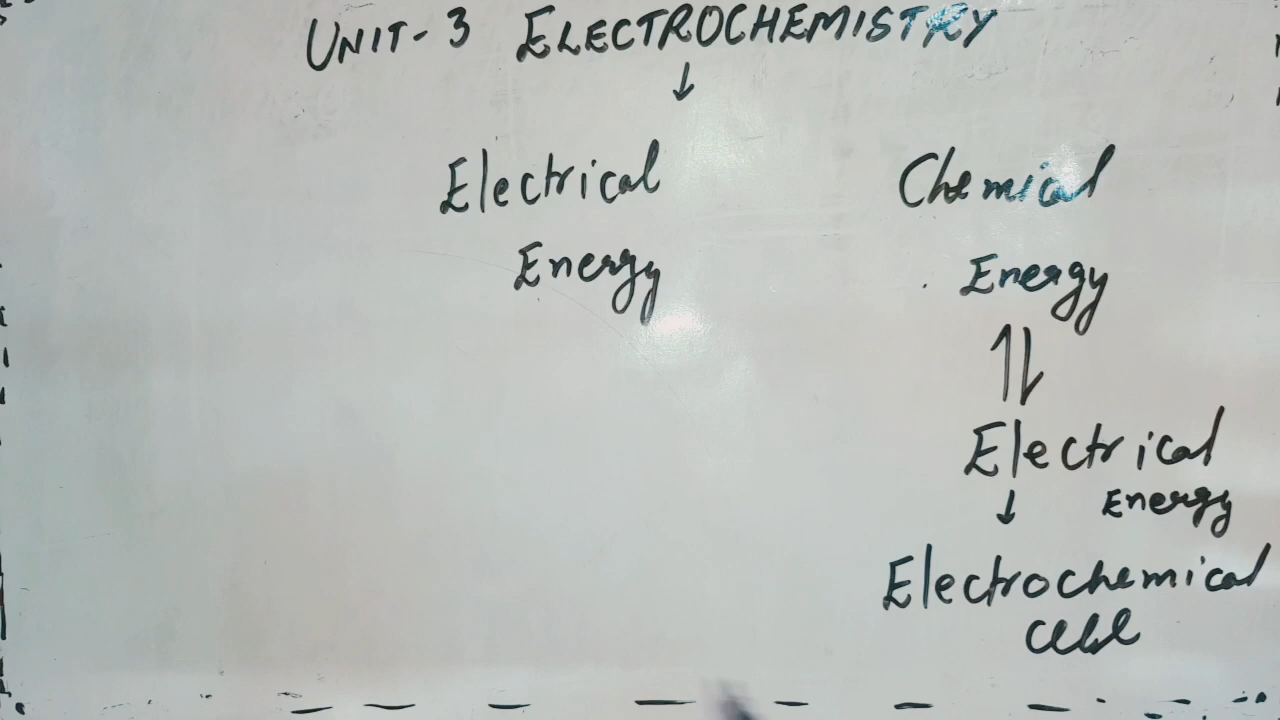 UNIT-3 ELECTROCHEMISTRY
↓
Electrical Chemical
Energy Energy
⥮
Electrical
↓ Energy
Electrochemical
Cell